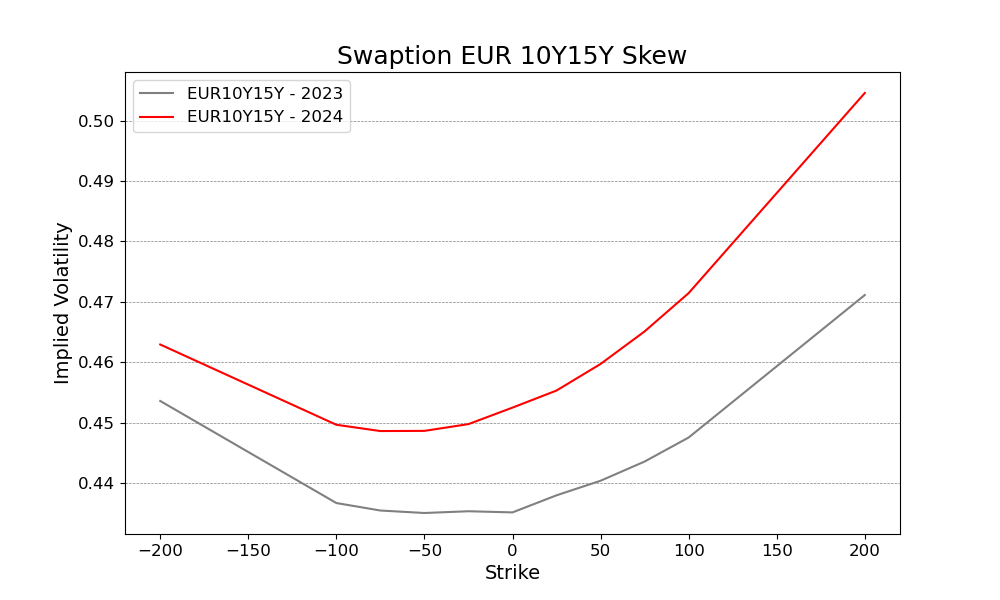 Swaption EUR 10Y15Y Skew
EUR10Y15Y - 2023
EUR10Y15Y - 2024
Implied Volatility
0.50
0.49
0.48
0.47
0.46
0.45
0.44
−200 −150 −100 −50 0 50 100 150 200
Strike